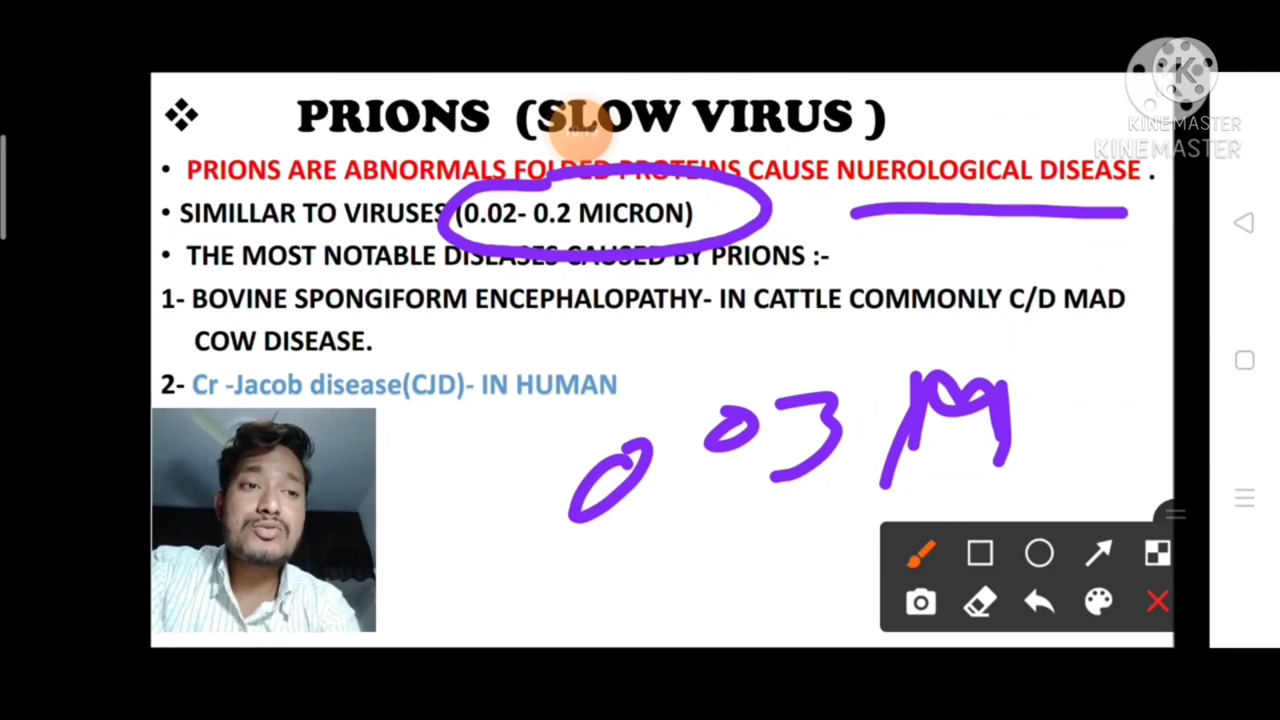 ❖ PRIONS (SLOW VIRUS )
K
KINEMASTER
KINEMASTER
• PRIONS ARE ABNORMALS FOLDED PROTEINS CAUSE NUEROLOGICAL DISEASE .
• SIMILLAR TO VIRUSES (0.02- 0.2 MICRON)
• THE MOST NOTABLE DISEASES CAUSED BY PRIONS :-
1- BOVINE SPONGIFORM ENCEPHALOPATHY- IN CATTLE COMMONLY C/D MAD
COW DISEASE.
2- Cr -Jacob disease(CJD)- IN HUMAN
0 03 μm